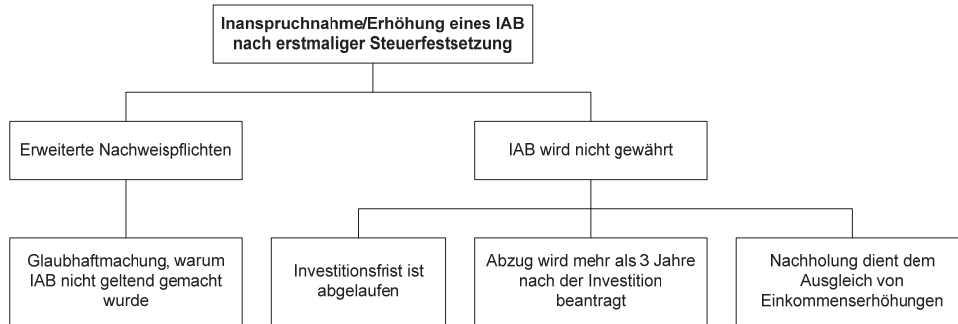 Inanspruchnahme/Erhöhung eines IAB
nach erstmaliger Steuerfestsetzung
Erweiterte Nachweispflichten
IAB wird nicht gewährt
Glaubhaftmachung, warum
IAB nicht geltend gemacht
wurde
Investitionsfrist ist
abgelaufen
Abzug wird mehr als 3 Jahre
nach der Investition
beantragt
Nachholung dient dem
Ausgleich von
Einkommenserhöhungen